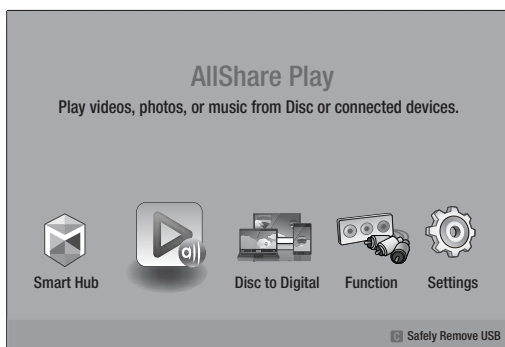 AllShare Play
Play videos, photos, or music from Disc or connected devices.
all
Smart Hub
Disc to Digital
Function
Settings
C Safely Remove USB